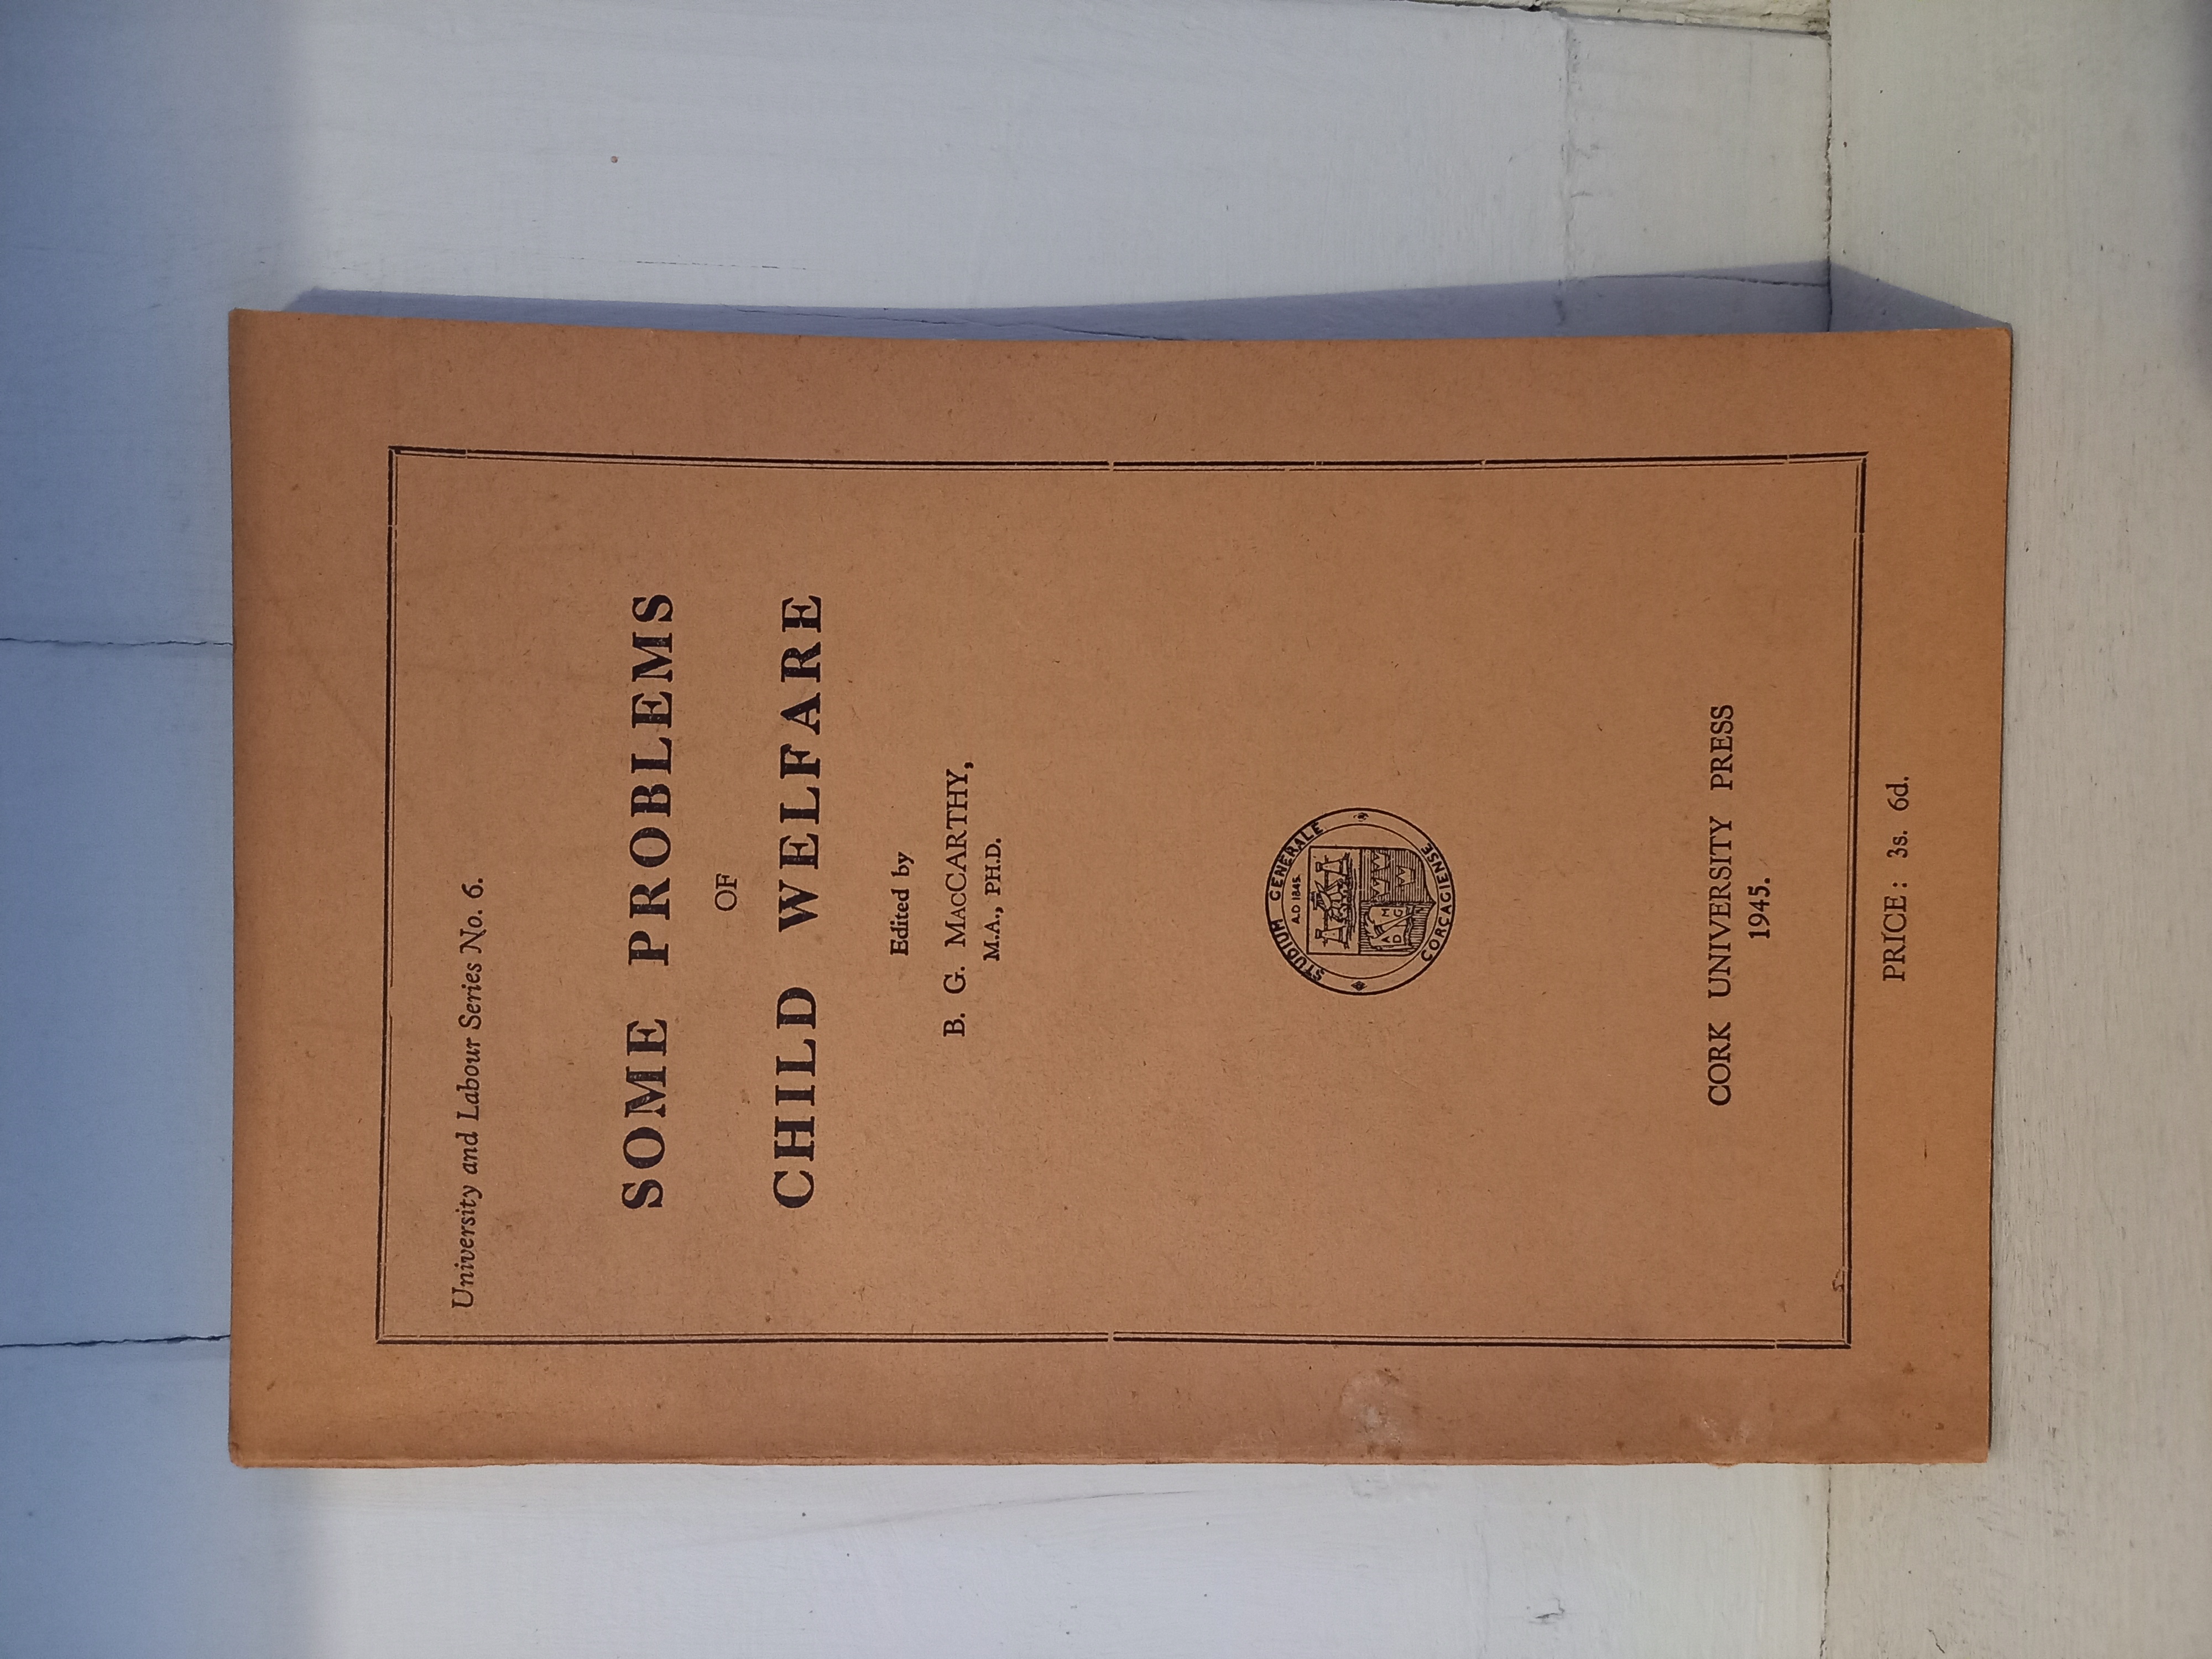 University and Labour Series No. 6.
SOME PROBLEMS
OF
CHILD WELFARE
Edited by
B. G. MACCARTHY,
M.A., PH.D.
STUDIUM GENERALE
A.D 1845.
CORCAGIENSE
CORK UNIVERSITY PRESS
1945.
PRICE: 3s. 6d.